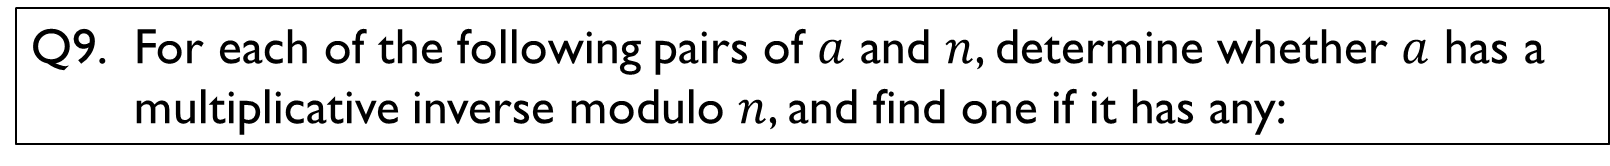 Q9. For each of the following pairs of a and n, determine whether a has a
multiplicative inverse modulo n, and find one if it has any: